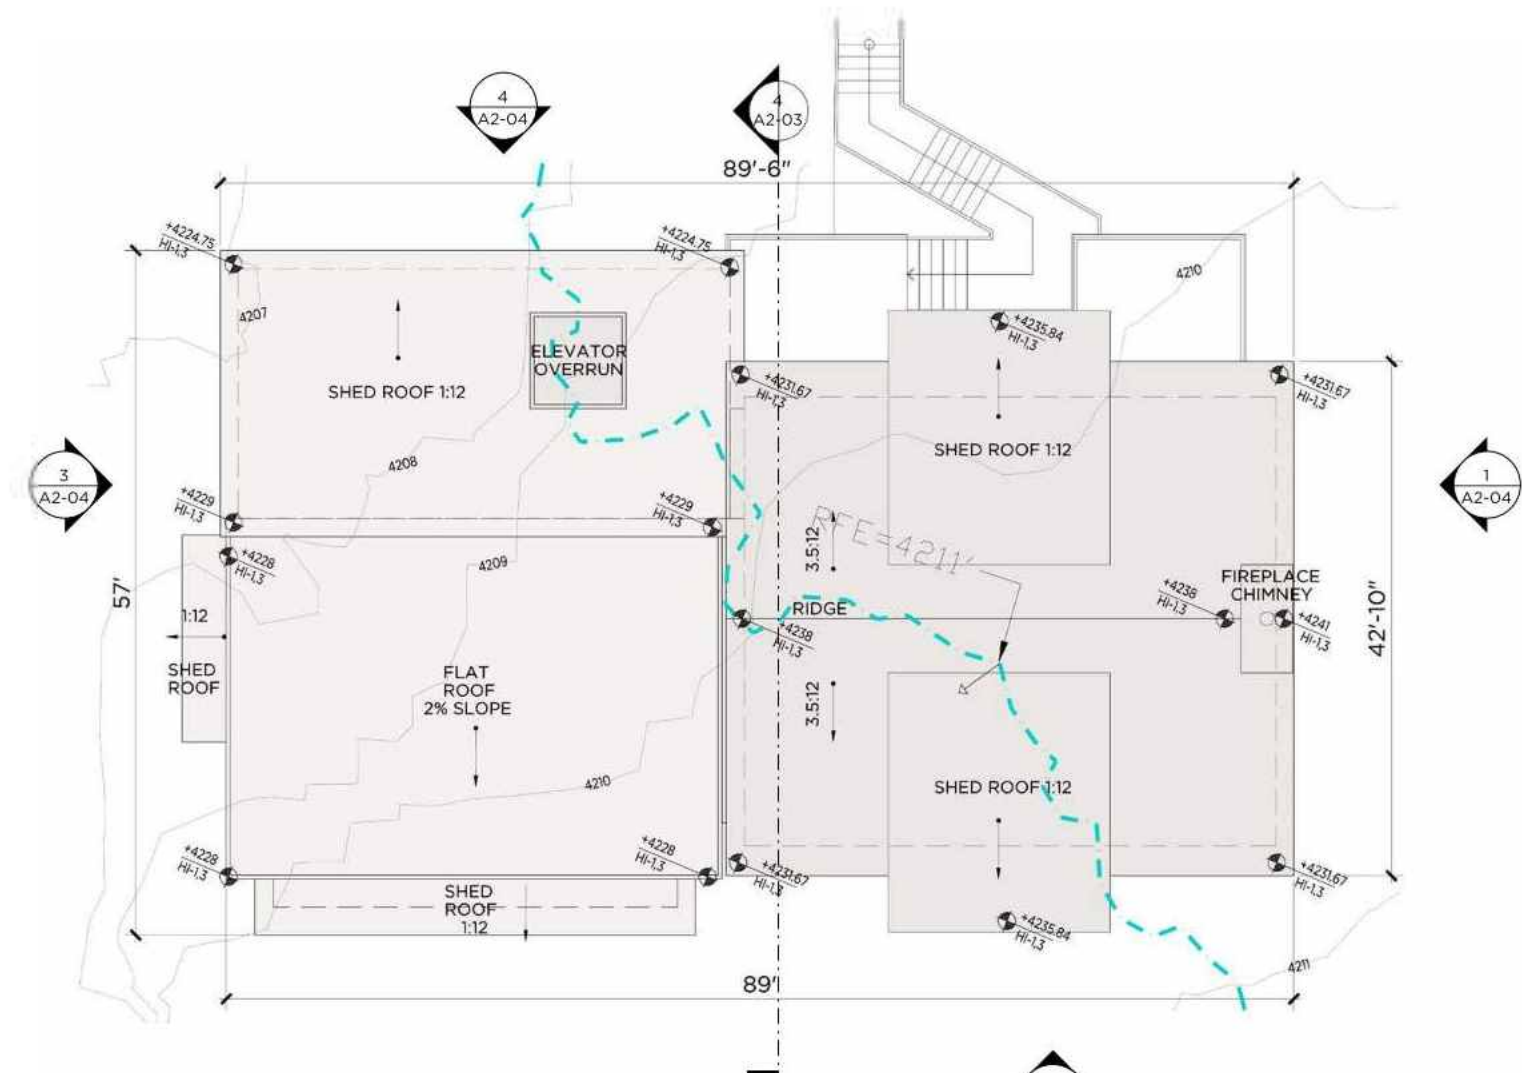 4
A2-04
4
A2-03
89'-6"
+4224.75
HI-1,3
+4224.75
HI-1,3
4210
4207
+4235.84
HI-1,3
ELEVATOR
OVERRUN
SHED ROOF 1:12
+4231.67
HI-1,3
+4231.67
HI-1,3
SHED ROOF 1:12
4208
3
A2-04
1
A2-04
+4229
HI-1,3
+4229
HI-1,3
RFE=4211'
3.5:12
+4228
HI-1,3
4209
57'
FIREPLACE
CHIMNEY
1:12
RIDGE
+4238
HI-1,3
+4238
HI-1,3
+4241
HI-1,3
42'-10"
SHED
ROOF
FLAT
ROOF
2% SLOPE
3.5:12
4210
SHED ROOF 1:12
+4228
HI-1,3
+4228
HI-1,3
+4231.67
HI-1,3
+4231.67
HI-1,3
SHED
ROOF
1:12
+4235.84
HI-1,3
4211
89'